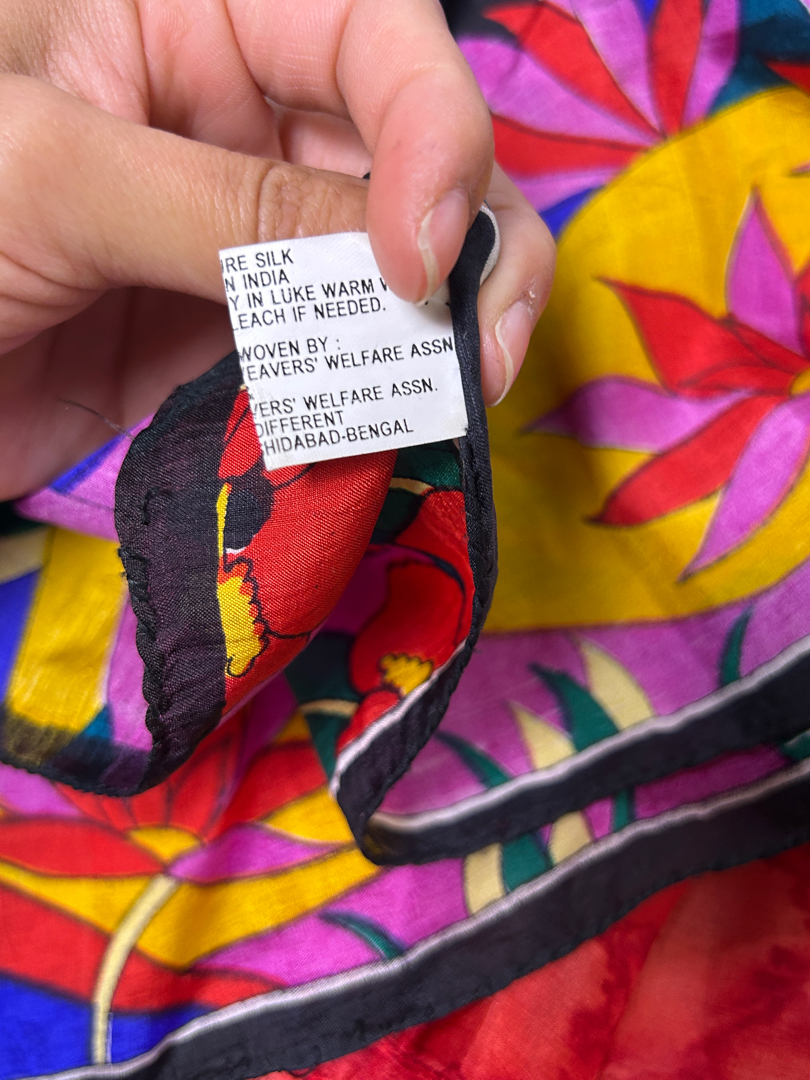 RE SILK
N INDIA
Y IN LUKE WARM
LEACH IF NEEDED.
WOVEN BY :
EAVERS' WELFARE ASSN
VERS' WELFARE ASSN.
DIFFERENT
HIDABAD-BENGAL